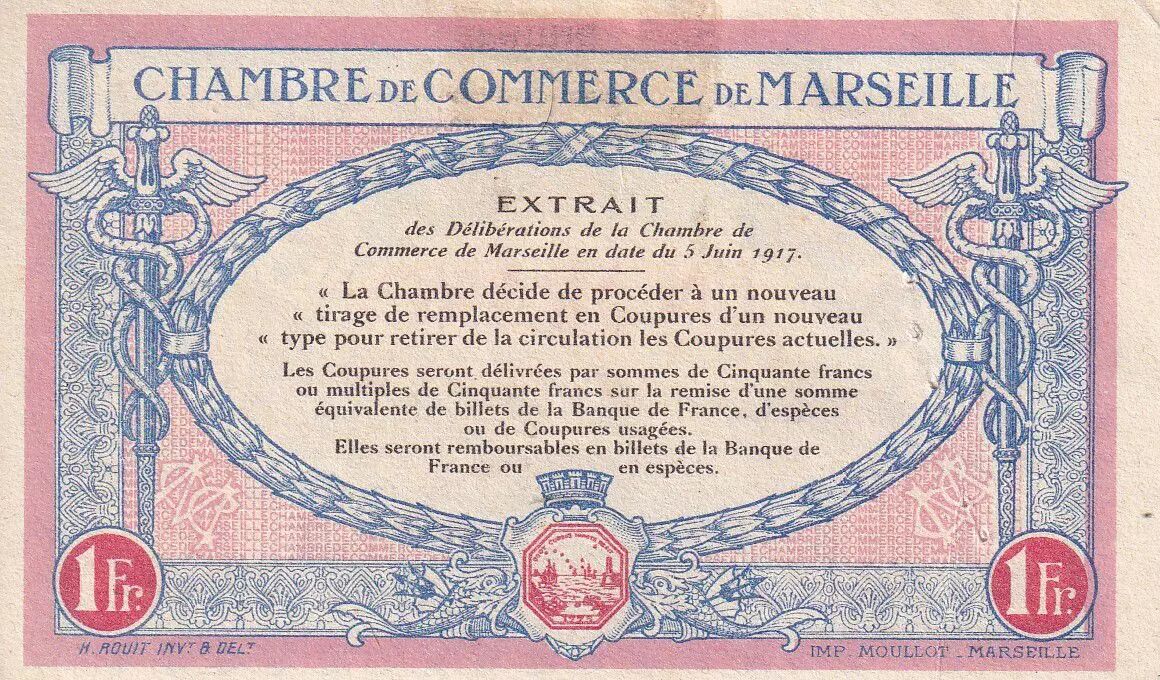 CHAMBRE DE COMMERCE DE MARSEILLE
EXTRAIT
des Délibérations de la Chambre de
Commerce de Marseille en date du 5 Juin 1917.
« La Chambre décide de procéder à un nouveau
« tirage de remplacement en Coupures d'un nouveau
« type pour retirer de la circulation les Coupures actuelles. »
Les Coupures seront délivrées par sommes de Cinquante francs
ou multiples de Cinquante francs sur la remise d'une somme
équivalente de billets de la Banque de France, d'espèces
ou de Coupures usagées.
Elles seront remboursables en billets de la Banque de
France ou en espèces.
1 Fr. 1 Fr.
H. ROUIT INVT & DELT IMP. MOULLOT - MARSEILLE